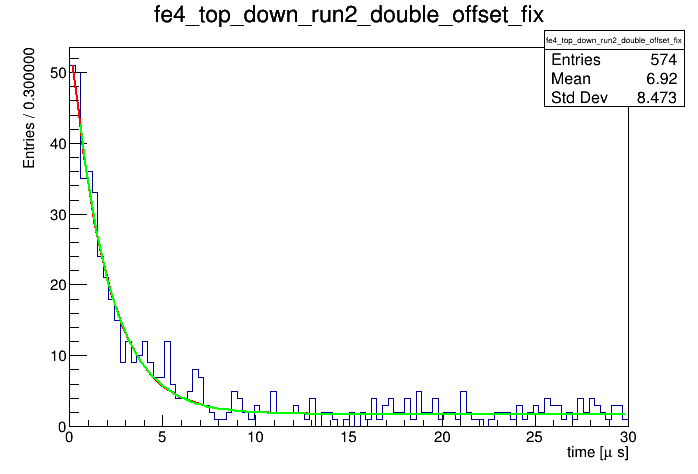 fe4_top_down_run2_double_offset_fix
fe4_top_down_run2_double_offset_fix
Entries 574
Mean 6.92
Std Dev 8.473
Entries / 0.300000
50
40
30
20
10
0
0 5 10 15 20 25 30
time [μ s]